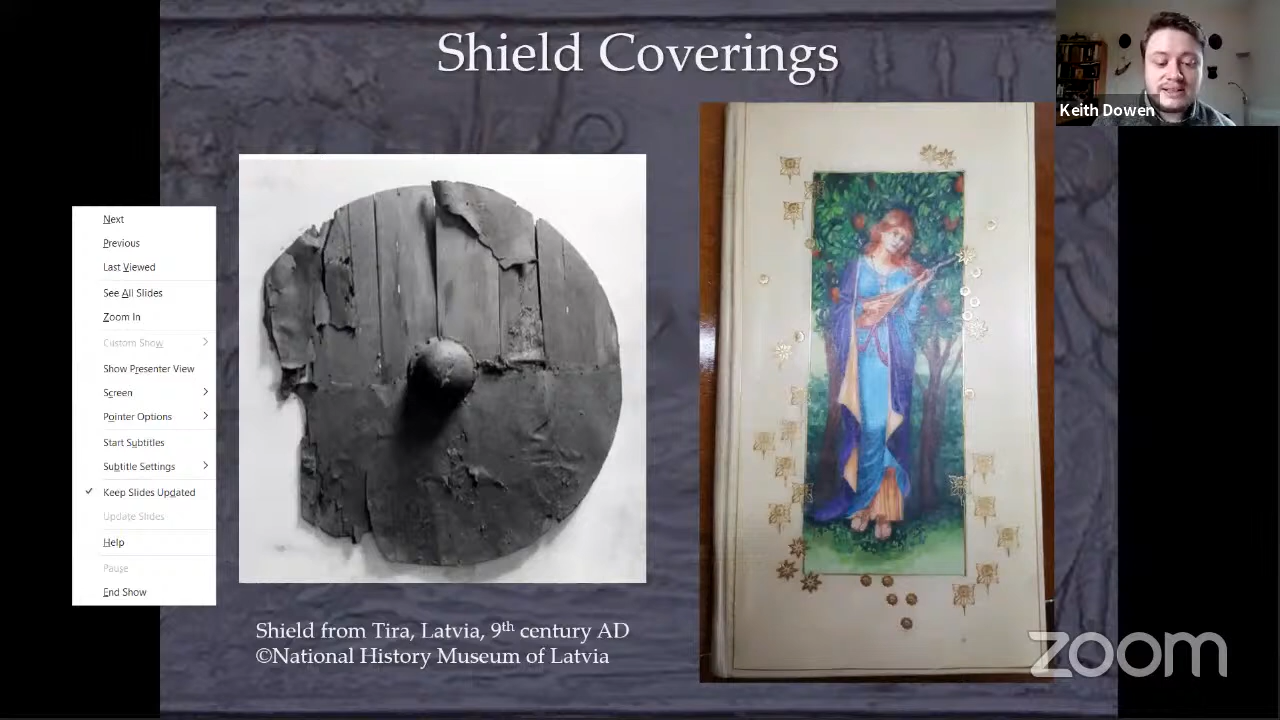 Shield Coverings
Keith Dowen
Next
Previous
Last Viewed
See All Slides
Zoom In
Custom Show
Show Presenter View
Screen
Pointer Options
Start Subtitles
Subtitle Settings
Keep Slides Updated
Update Slides
Help
Pause
End Show
Shield from Tira, Latvia, 9th century AD
©National History Museum of Latvia
zoom